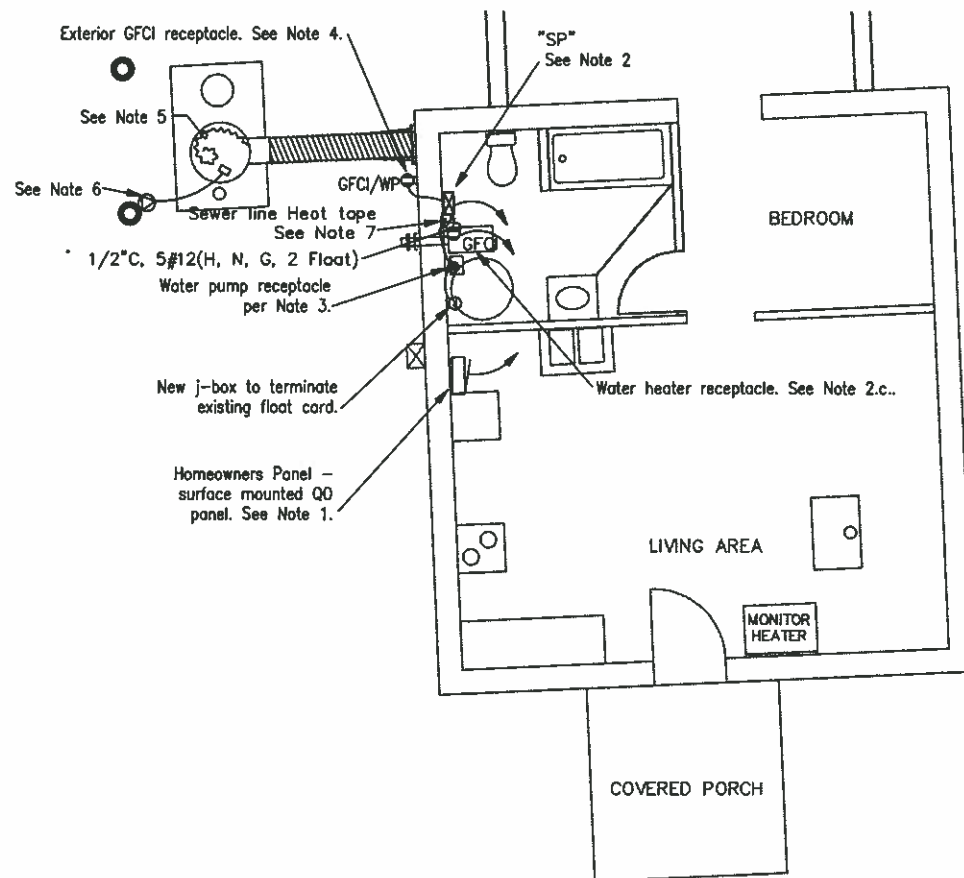 Exterior GFCI receptacle. See Note 4.
"SP"
See Note 2
See Note 5
See Note 6
GFCI/WP
Sewer line Heat tape
See Note 7
1/2"C, 5#12(H, N, G, 2 Float)
GFCI
Water pump receptacle
per Note 3.
BEDROOM
New j-box to terminate
existing float cord.
Water heater receptacle. See Note 2.c..
Homeowners Panel –
surface mounted QO
panel. See Note 1.
LIVING AREA
MONITOR
HEATER
COVERED PORCH